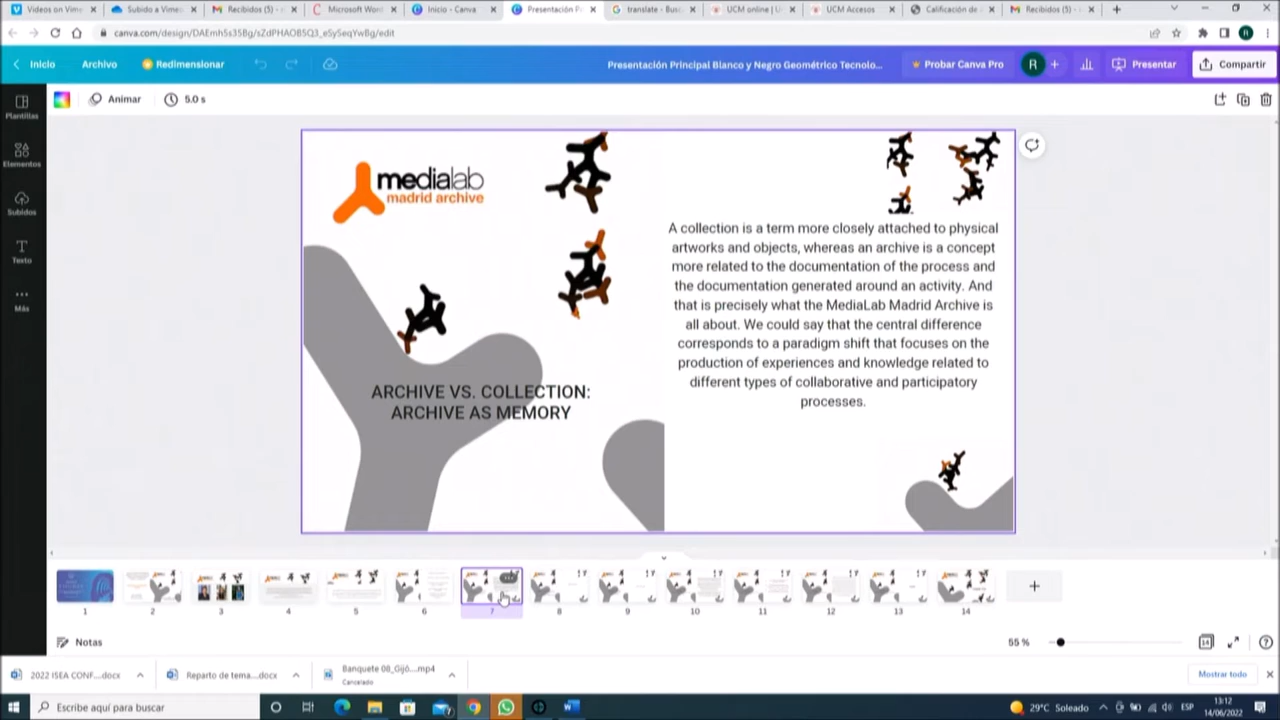 Videos on Vime
Subido a Vime
Recibidos (5) -
Microsoft Word
Inicio - Canva
Presentación P
translate - Bus
UCM online | U
UCM Accesos
Calificación de
Recibidos (5) -
Inicio
Archivo
Redimensionar
Presentación Principal Blanco y Negro Geométrico Tecnolo...
Probar Canva Pro
R
Presentar
Compartir
Animar
5.0 s
Plantillas
Elementos
Subidos
Texto
Más
medialab
madrid archive
ARCHIVE VS. COLLECTION:
ARCHIVE AS MEMORY
A collection is a term more closely attached to physical
artworks and objects, whereas an archive is a concept
more related to the documentation of the process and
the documentation generated around an activity. And
that is precisely what the MediaLab Madrid Archive is
all about. We could say that the central difference
corresponds to a paradigm shift that focuses on the
production of experiences and knowledge related to
different types of collaborative and participatory
processes.
1 2 3 4 5 6 7 8 9 10 11 12 13 14
Notas
55 %
14
2022 ISEA CONF....docx
Reparto de tema...docx
Banquete 08_Gijó....mp4
Cancelado
Mostrar todo
Escribe aquí para buscar
29°C Soleado
ESP
13:12
14/06/2022